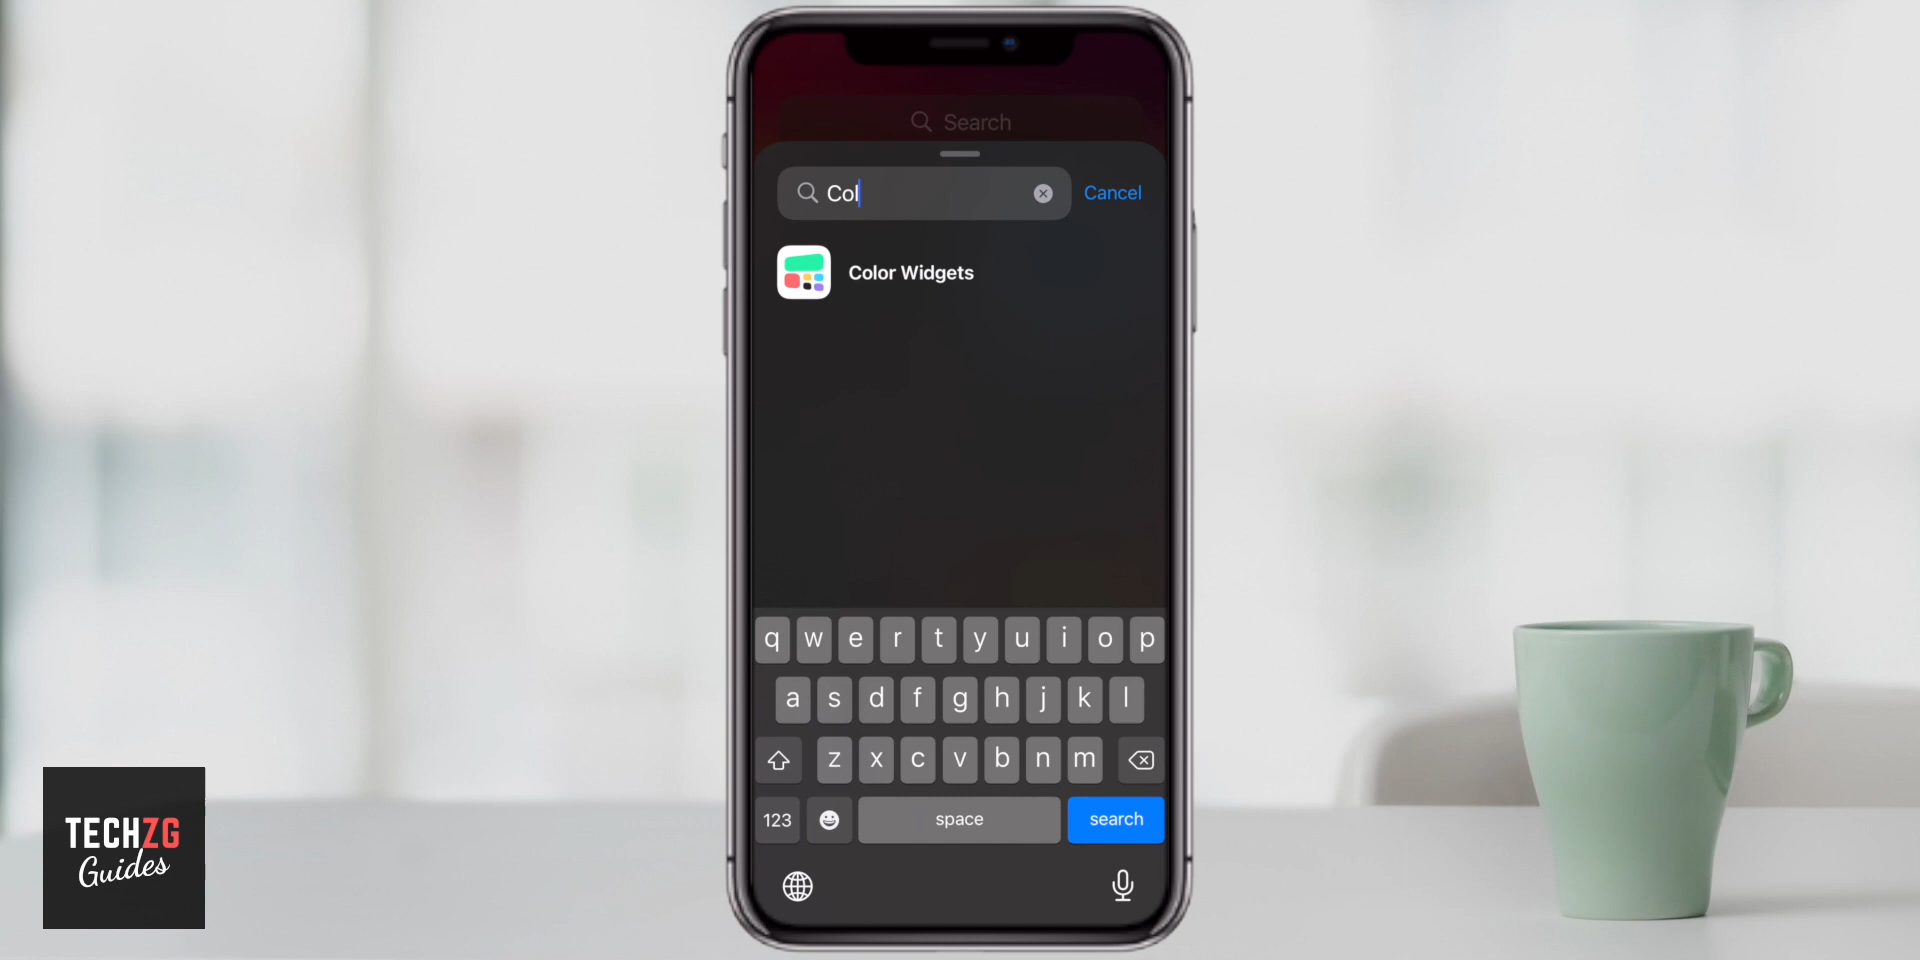 Search
Col
Cancel
Color Widgets
q w e r t y u i o p
a s d f g h j k l
z x c v b n m
123 space search
TECHZG
Guides